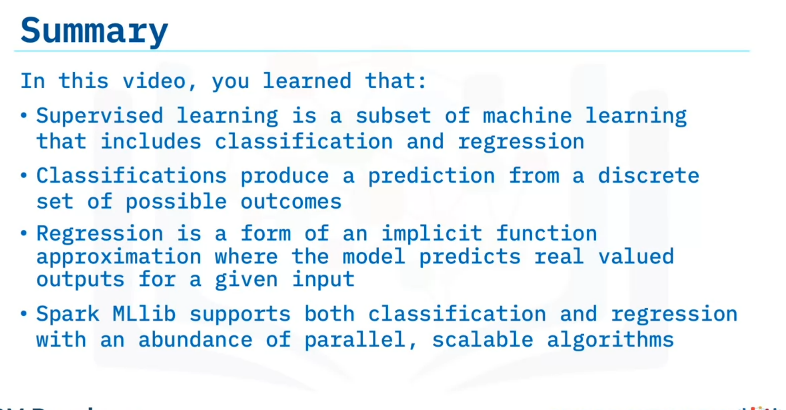 Summary
In this video, you learned that:
• Supervised learning is a subset of machine learning
that includes classification and regression
• Classifications produce a prediction from a discrete
set of possible outcomes
• Regression is a form of an implicit function
approximation where the model predicts real valued
outputs for a given input
• Spark MLlib supports both classification and regression
with an abundance of parallel, scalable algorithms